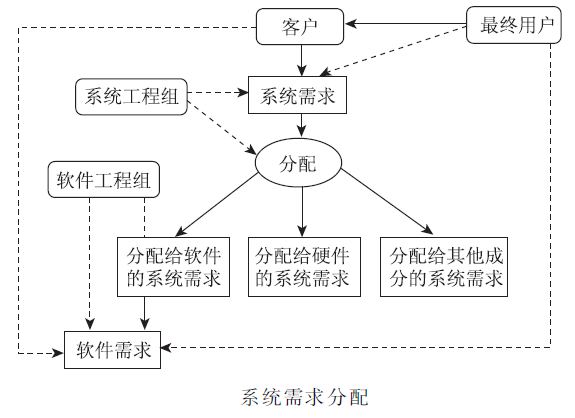 客户
最终用户
系统工程组
系统需求
分配
软件工程组
分配给软件
的系统需求
分配给硬件
的系统需求
分配给其他成
分的系统需求
软件需求
系统需求分配